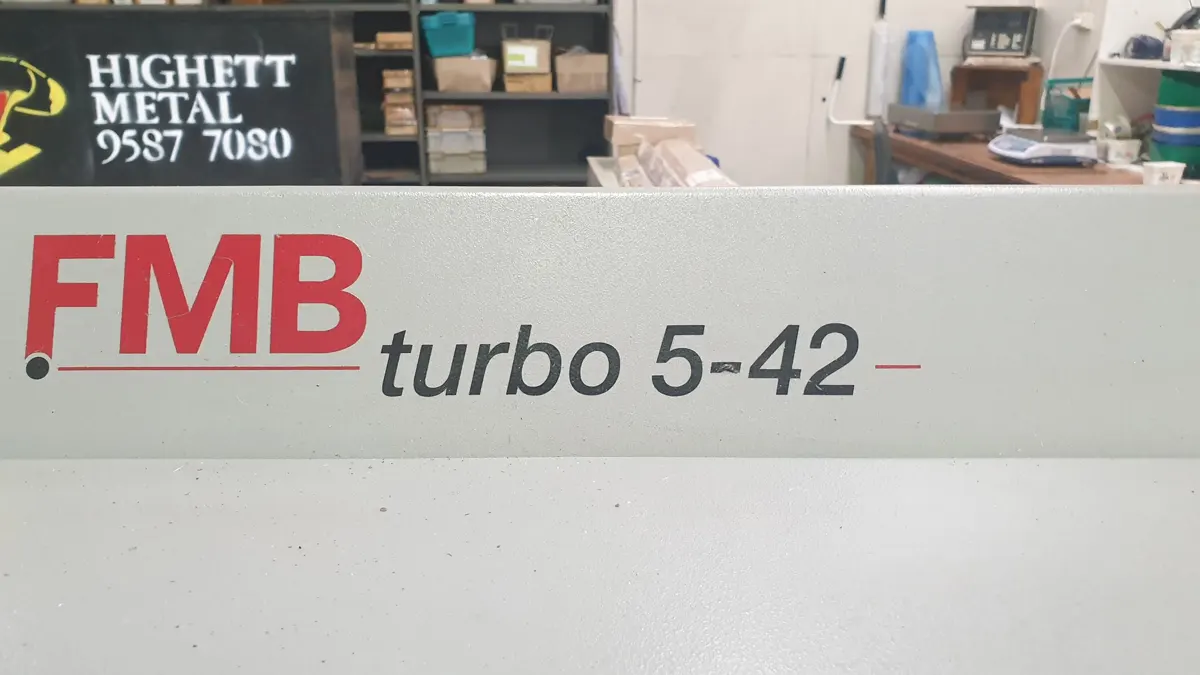 HIGHETT
METAL
9587 7080
FMB
turbo 5-42